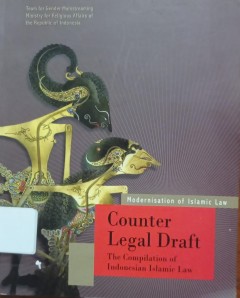 Team for Gender Mainstreaming
Ministry for Religious Affairs of
the Republic of Indonesia
Modernisation of Islamic Law
Counter
Legal Draft
The Compilation of
Indonesian Islamic Law